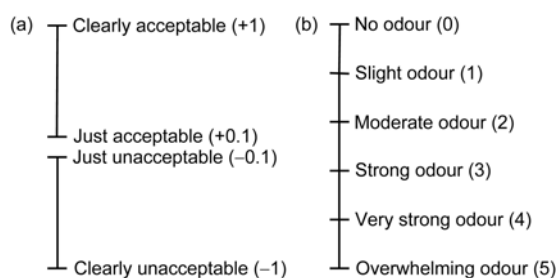 (a)
Clearly acceptable (+1)
Just acceptable (+0.1)
Just unacceptable (−0.1)
Clearly unacceptable (−1)
(b)
No odour (0)
Slight odour (1)
Moderate odour (2)
Strong odour (3)
Very strong odour (4)
Overwhelming odour (5)